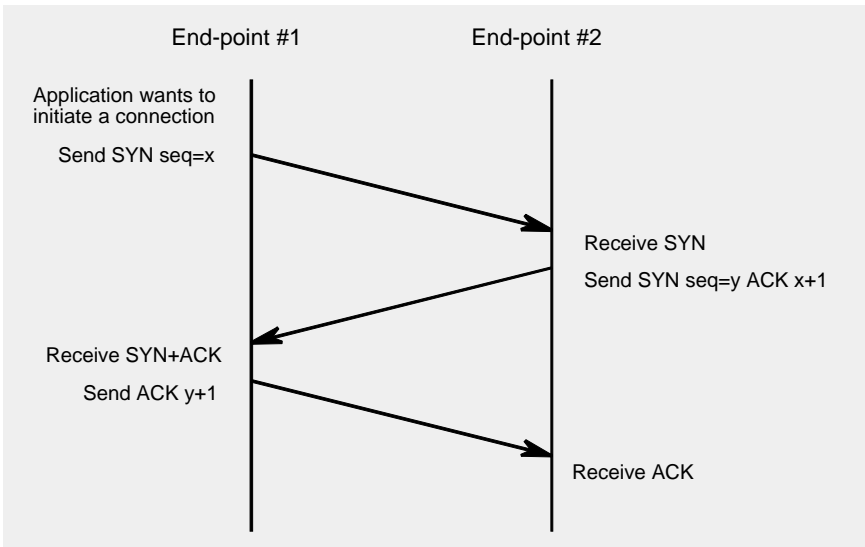 End-point #1
End-point #2
Application wants to
initiate a connection
Send SYN seq=x
Receive SYN
Send SYN seq=y ACK x+1
Receive SYN+ACK
Send ACK y+1
Receive ACK